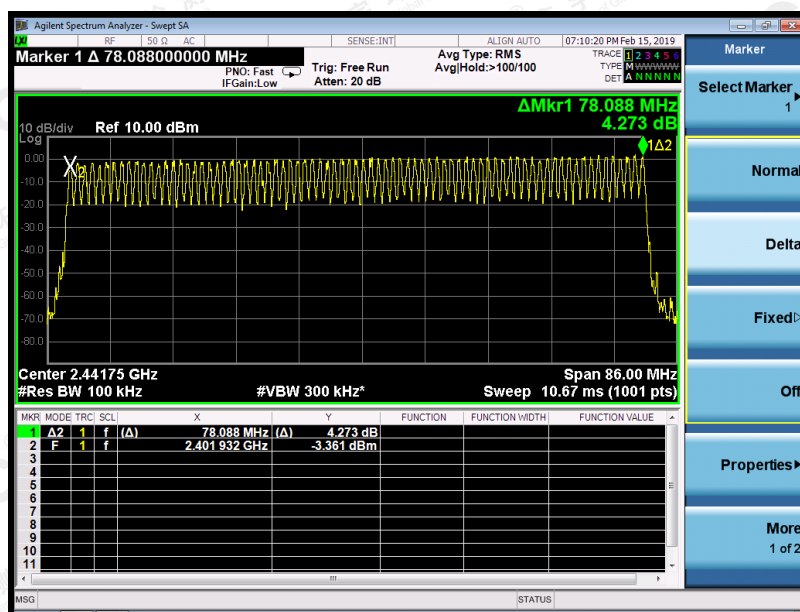 Agilent Spectrum Analyzer - Swept SA
LXI RF 50 Ω AC SENSE:INT ALIGN AUTO 07:10:20 PM Feb 15, 2019
Marker 1 Δ 78.088000000 MHz
PNO: Fast
IFGain:Low
Trig: Free Run
Atten: 20 dB
Avg Type: RMS
Avg|Hold:>100/100
TRACE 1 2 3 4 5 6
TYPE M WWWWW
DET A N N N N N
ΔMkr1 78.088 MHz
4.273 dB
10 dB/div Ref 10.00 dBm
Log
0.00
-10.0
-20.0
-30.0
-40.0
-50.0
-60.0
-70.0
-80.0
X2
1Δ2
Center 2.44175 GHz Span 86.00 MHz
#Res BW 100 kHz #VBW 300 kHz* Sweep 10.67 ms (1001 pts)
MKR MODE TRC SCL X Y FUNCTION FUNCTION WIDTH FUNCTION VALUE
1 Δ2 1 f (Δ) 78.088 MHz (Δ) 4.273 dB
2 F 1 f 2.401 932 GHz -3.361 dBm
3
4
5
6
7
8
9
10
11
MSG STATUS
Marker
Select Marker
1
Normal
Delta
Fixed
Off
Properties
More
1 of 2